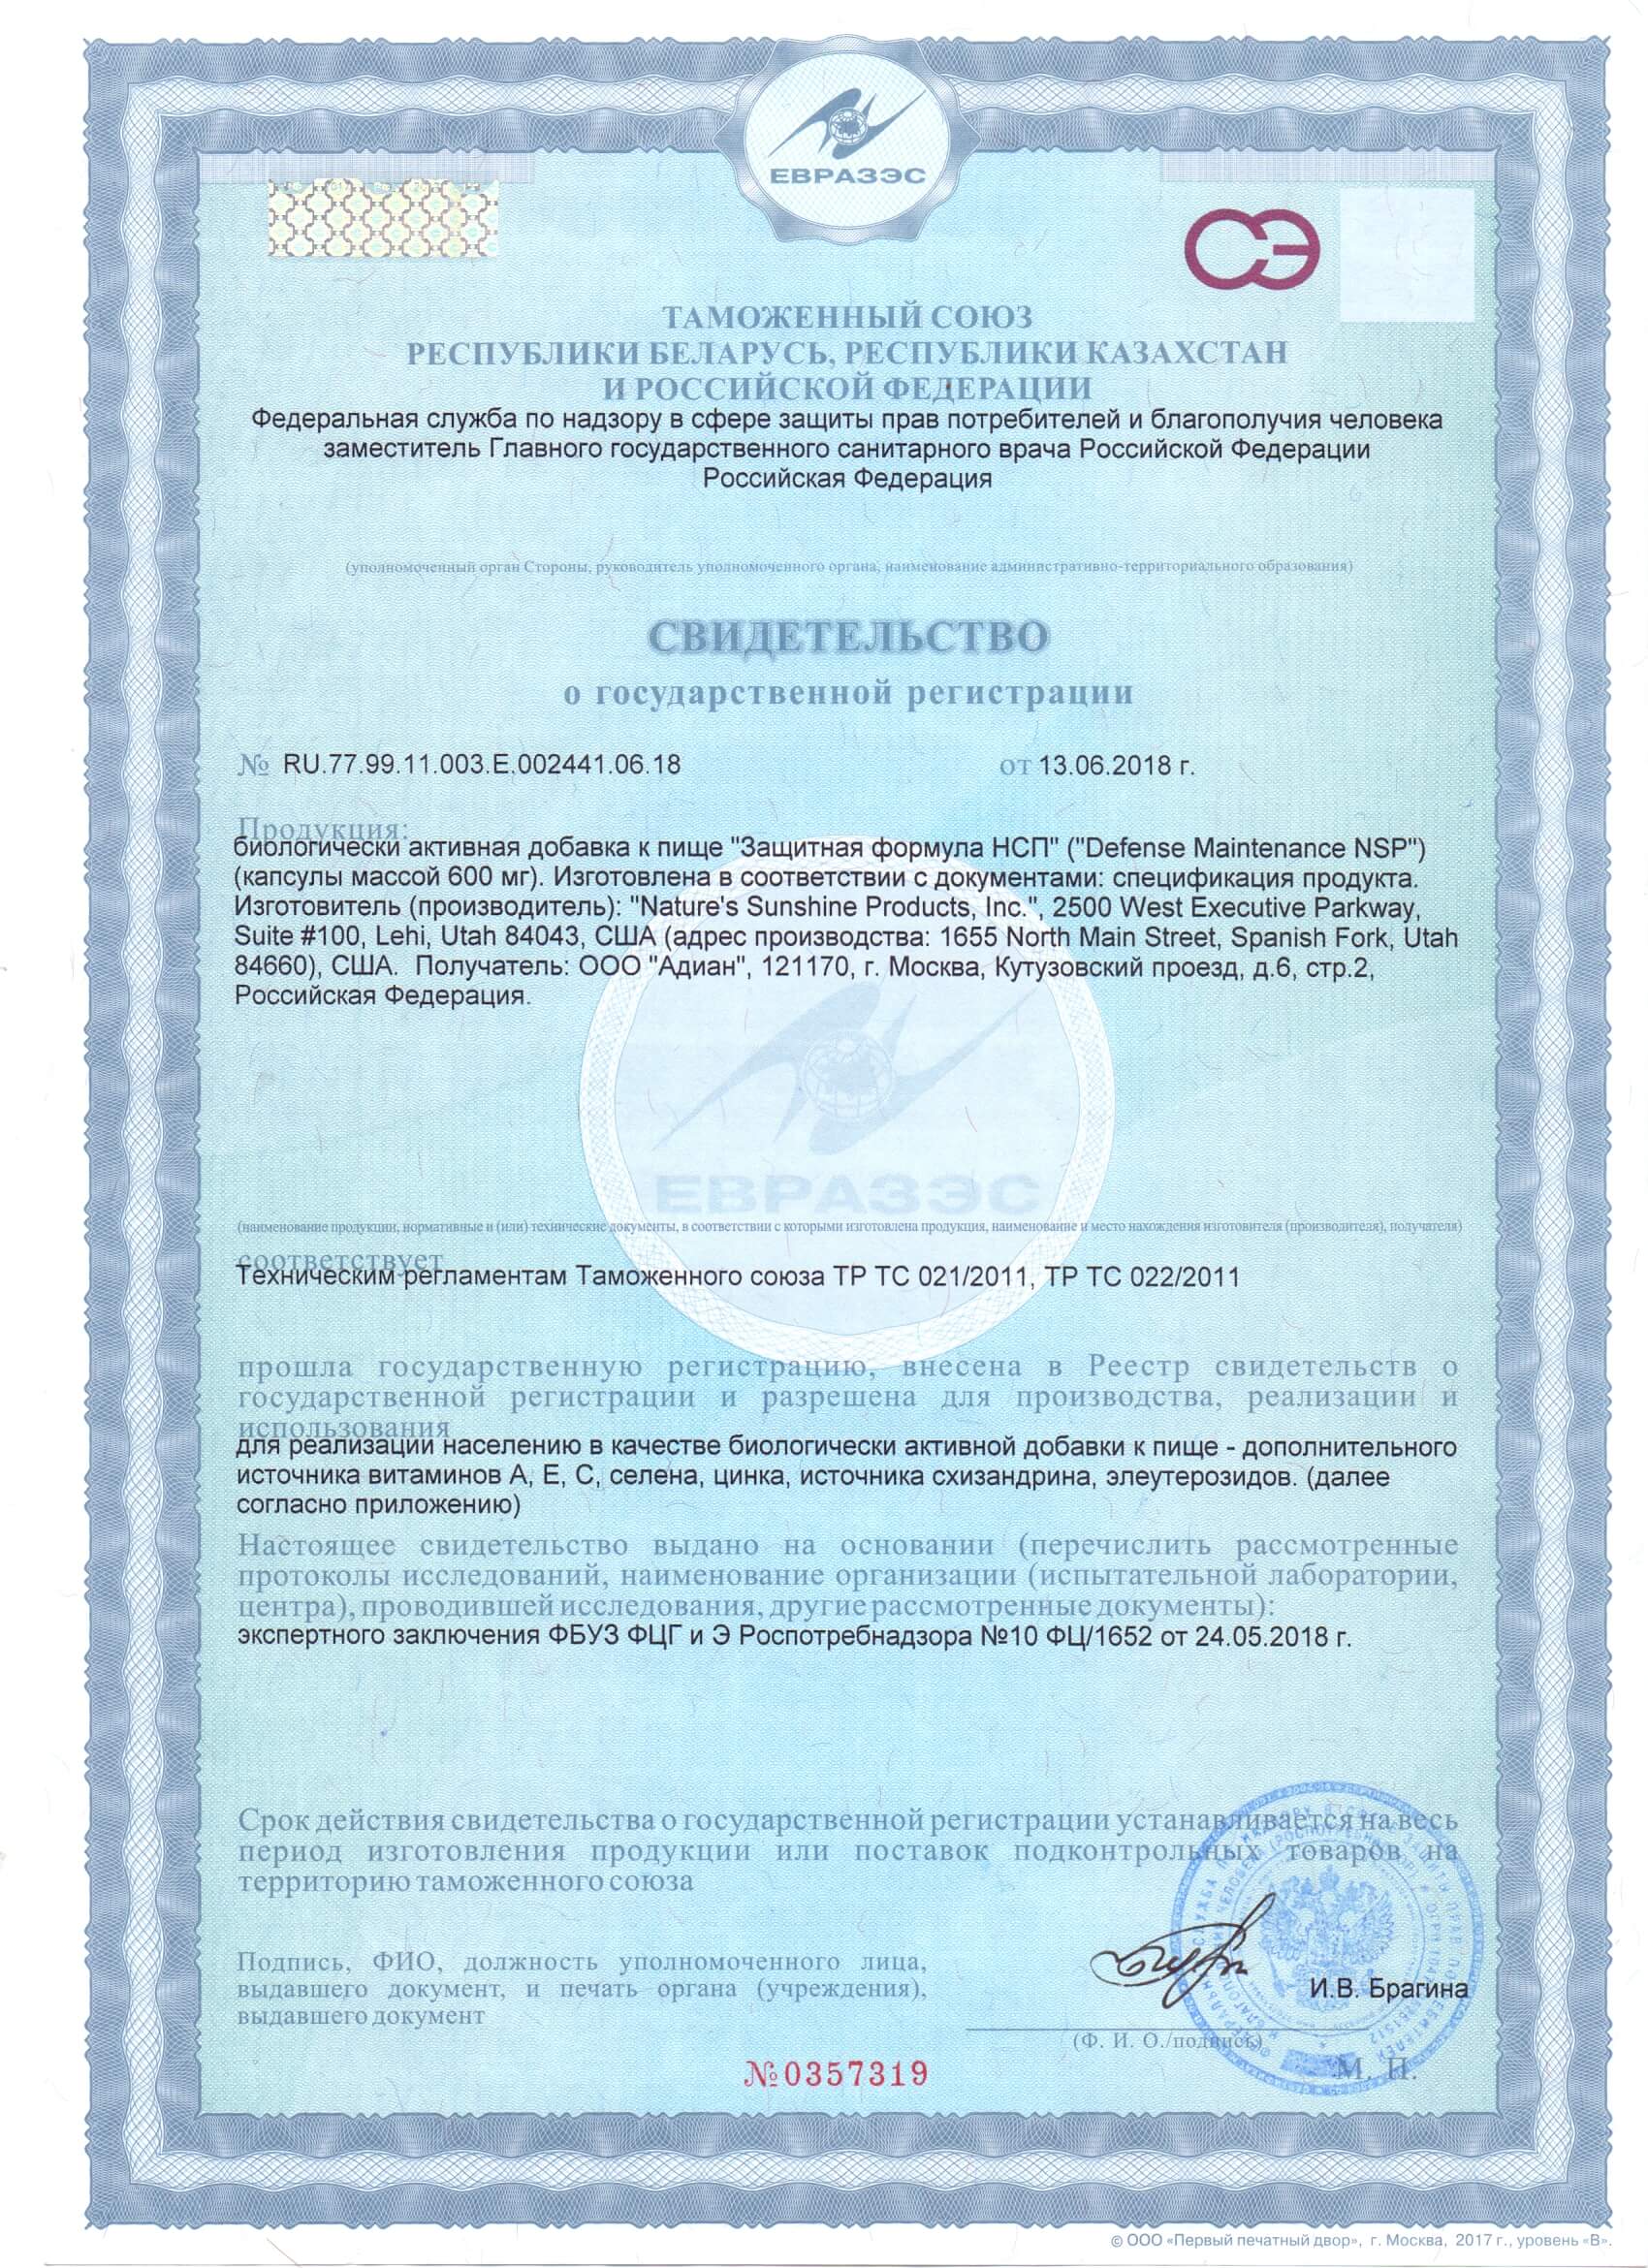 ЕВРАЗЭС
СЭ
ТАМОЖЕННЫЙ СОЮЗ
РЕСПУБЛИКИ БЕЛАРУСЬ, РЕСПУБЛИКИ КАЗАХСТАН
И РОССИЙСКОЙ ФЕДЕРАЦИИ
Федеральная служба по надзору в сфере защиты прав потребителей и благополучия человека
заместитель Главного государственного санитарного врача Российской Федерации
Российская Федерация
(уполномоченный орган Стороны, руководитель уполномоченного органа, наименование административно-территориального образования)
СВИДЕТЕЛЬСТВО
о государственной регистрации
№ RU.77.99.11.003.Е.002441.06.18 от 13.06.2018 г.
Продукция:
биологически активная добавка к пище "Защитная формула НСП" ("Defense Maintenance NSP")
(капсулы массой 600 мг). Изготовлена в соответствии с документами: спецификация продукта.
Изготовитель (производитель): "Nature's Sunshine Products, Inc.", 2500 West Executive Parkway,
Suite #100, Lehi, Utah 84043, США (адрес производства: 1655 North Main Street, Spanish Fork, Utah
84660), США. Получатель: ООО "Адиан", 121170, г. Москва, Кутузовский проезд, д.6, стр.2,
Российская Федерация.
ЕВРАЗЭС
(наименование продукции, нормативные и (или) технические документы, в соответствии с которыми изготовлена продукция, наименование и место нахождения изготовителя (производителя), получателя)
соответствует
Техническим регламентам Таможенного союза ТР ТС 021/2011, ТР ТС 022/2011
прошла государственную регистрацию, внесена в Реестр свидетельств о
государственной регистрации и разрешена для производства, реализации и
использования
для реализации населению в качестве биологически активной добавки к пище - дополнительного
источника витаминов А, Е, С, селена, цинка, источника схизандрина, элеутерозидов. (далее
согласно приложению)
Настоящее свидетельство выдано на основании (перечислить рассмотренные
протоколы исследований, наименование организации (испытательной лаборатории,
центра), проводившей исследования, другие рассмотренные документы):
экспертного заключения ФБУЗ ФЦГ и Э Роспотребнадзора №10 ФЦ/1652 от 24.05.2018 г.
Срок действия свидетельства о государственной регистрации устанавливается на весь
период изготовления продукции или поставок подконтрольных товаров на
территорию таможенного союза
Подпись, ФИО, должность уполномоченного лица,
выдавшего документ, и печать органа (учреждения),
выдавшего документ
И.В. Брагина
(Ф. И. О./подпись)
М. П.
№0357319
© ООО «Первый печатный двор», г. Москва, 2017 г., уровень «В».